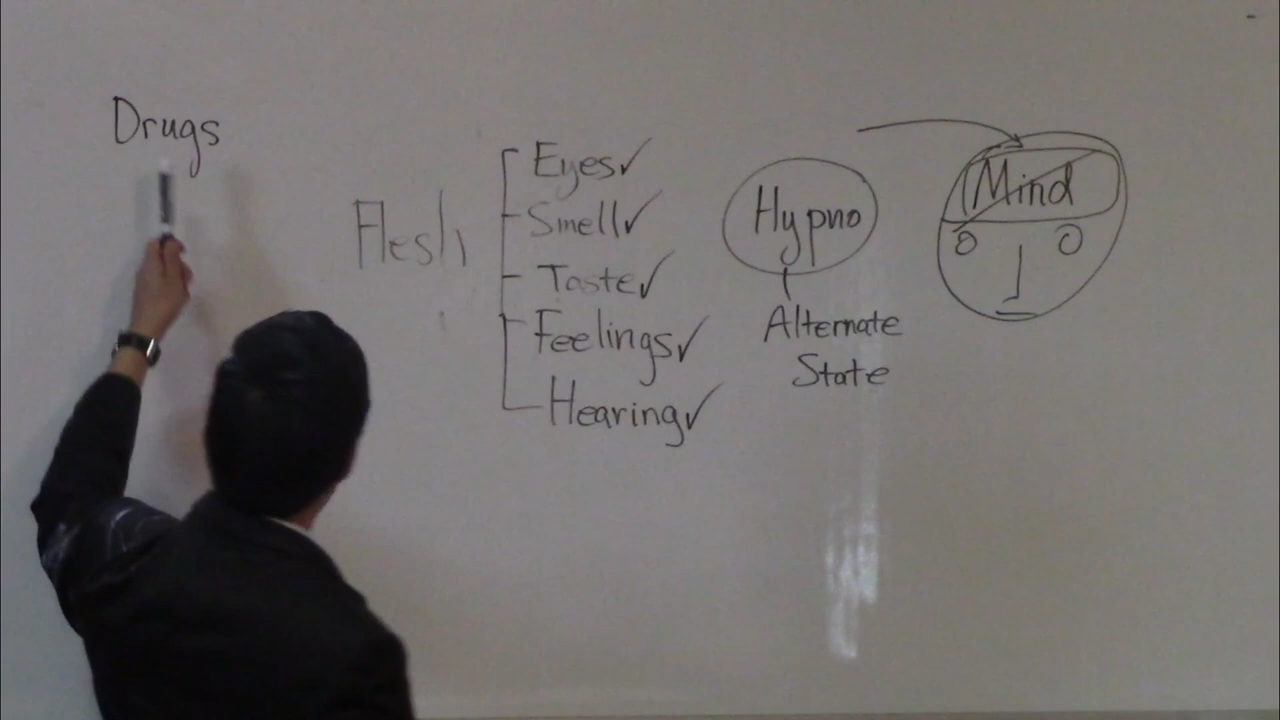 Drugs
Flesh
Eyes✓
Smell✓
Taste✓
Feelings✓
Hearing✓
Hypno
Alternate
State
Mind